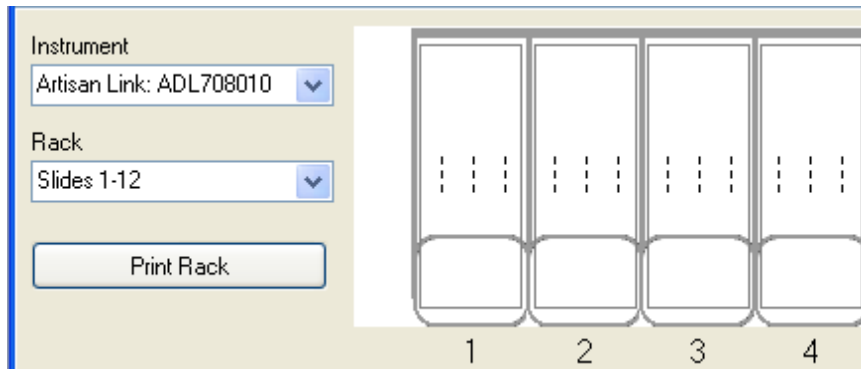 Instrument
Artisan Link: ADL708010
Rack
Slides 1-12
Print Rack
1 2 3 4